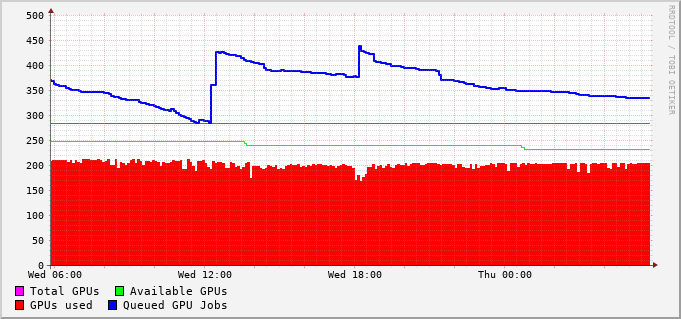 500
450
400
350
300
250
200
150
100
50
0
Wed 06:00 Wed 12:00 Wed 18:00 Thu 00:00
Total GPUs Available GPUs
GPUs used Queued GPU Jobs
RRDTOOL / TOBI OETIKER